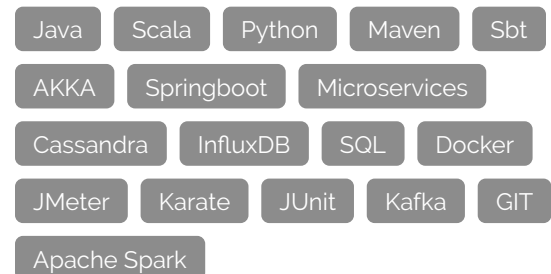 Java Scala Python Maven Sbt
AKKA Springboot Microservices
Cassandra InfluxDB SQL Docker
JMeter Karate JUnit Kafka GIT
Apache Spark